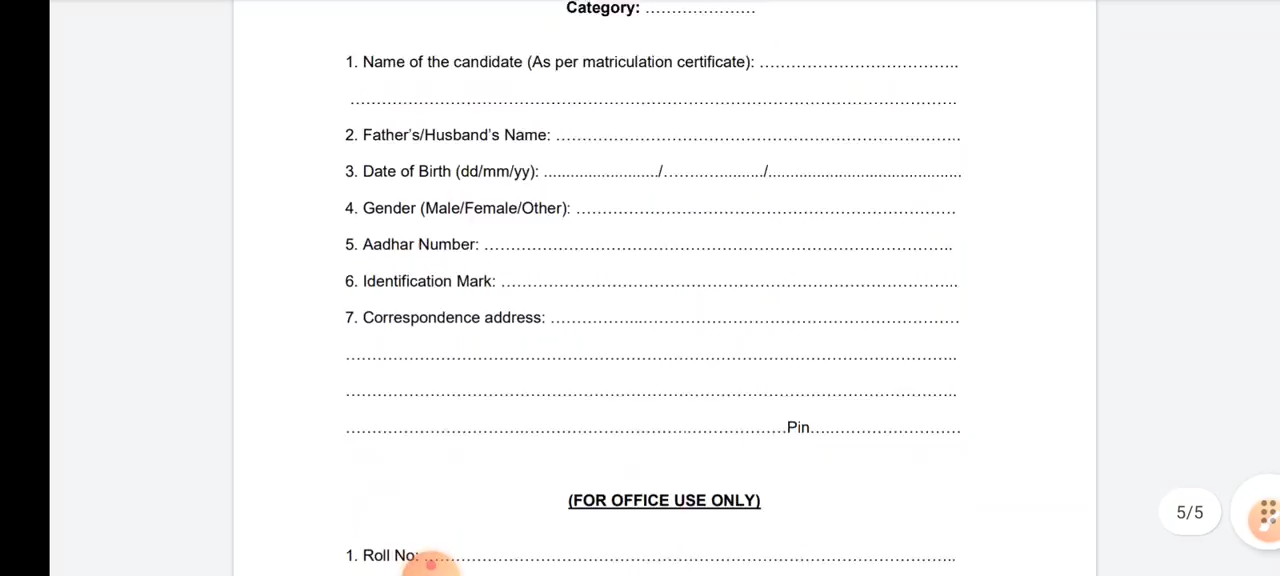 Category: .....................
1. Name of the candidate (As per matriculation certificate): ......................................
....................................................................................................................
2. Father's/Husband's Name: .............................................................................
3. Date of Birth (dd/mm/yy): ........................../......................./............................................
4. Gender (Male/Female/Other): ........................................................................
5. Aadhar Number: .........................................................................................
6. Identification Mark: .......................................................................................
7. Correspondence address: ..............................................................................
....................................................................................................................
....................................................................................................................
....................................................................................Pin.............................
(FOR OFFICE USE ONLY)
5/5
1. Roll No: .....................................................................................................